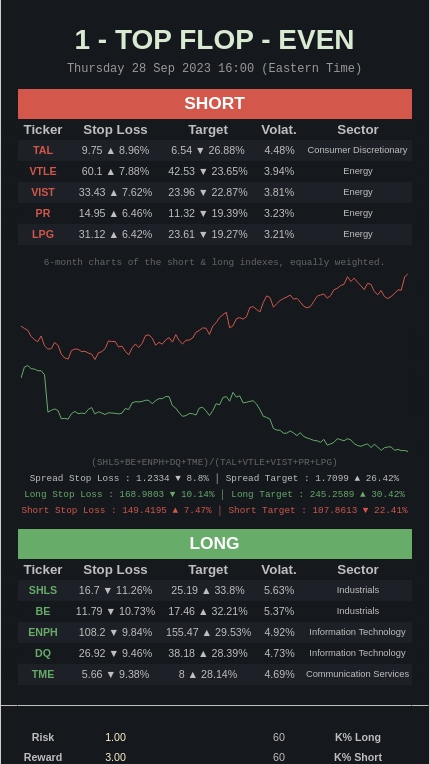 1 - TOP FLOP - EVEN
Thursday 28 Sep 2023 16:00 (Eastern Time)
SHORT
Ticker Stop Loss Target Volat. Sector
TAL 9.75 ▲ 8.96% 6.54 ▼ 26.88% 4.48% Consumer Discretionary
VTLE 60.1 ▲ 7.88% 42.53 ▼ 23.65% 3.94% Energy
VIST 33.43 ▲ 7.62% 23.96 ▼ 22.87% 3.81% Energy
PR 14.95 ▲ 6.46% 11.32 ▼ 19.39% 3.23% Energy
LPG 31.12 ▲ 6.42% 23.61 ▼ 19.27% 3.21% Energy
6-month charts of the short & long indexes, equally weighted.
(SHLS+BE+ENPH+DQ+TME)/(TAL+VTLE+VIST+PR+LPG)
Spread Stop Loss : 1.2334 ▼ 8.8% | Spread Target : 1.7099 ▲ 26.42%
Long Stop Loss : 168.9803 ▼ 10.14% | Long Target : 245.2589 ▲ 30.42%
Short Stop Loss : 149.4195 ▲ 7.47% | Short Target : 107.8613 ▼ 22.41%
LONG
Ticker Stop Loss Target Volat. Sector
SHLS 16.7 ▼ 11.26% 25.19 ▲ 33.8% 5.63% Industrials
BE 11.79 ▼ 10.73% 17.46 ▲ 32.21% 5.37% Industrials
ENPH 108.2 ▼ 9.84% 155.47 ▲ 29.53% 4.92% Information Technology
DQ 26.92 ▼ 9.46% 38.18 ▲ 28.39% 4.73% Information Technology
TME 5.66 ▼ 9.38% 8 ▲ 28.14% 4.69% Communication Services
Risk 1.00 60 K% Long
Reward 3.00 60 K% Short